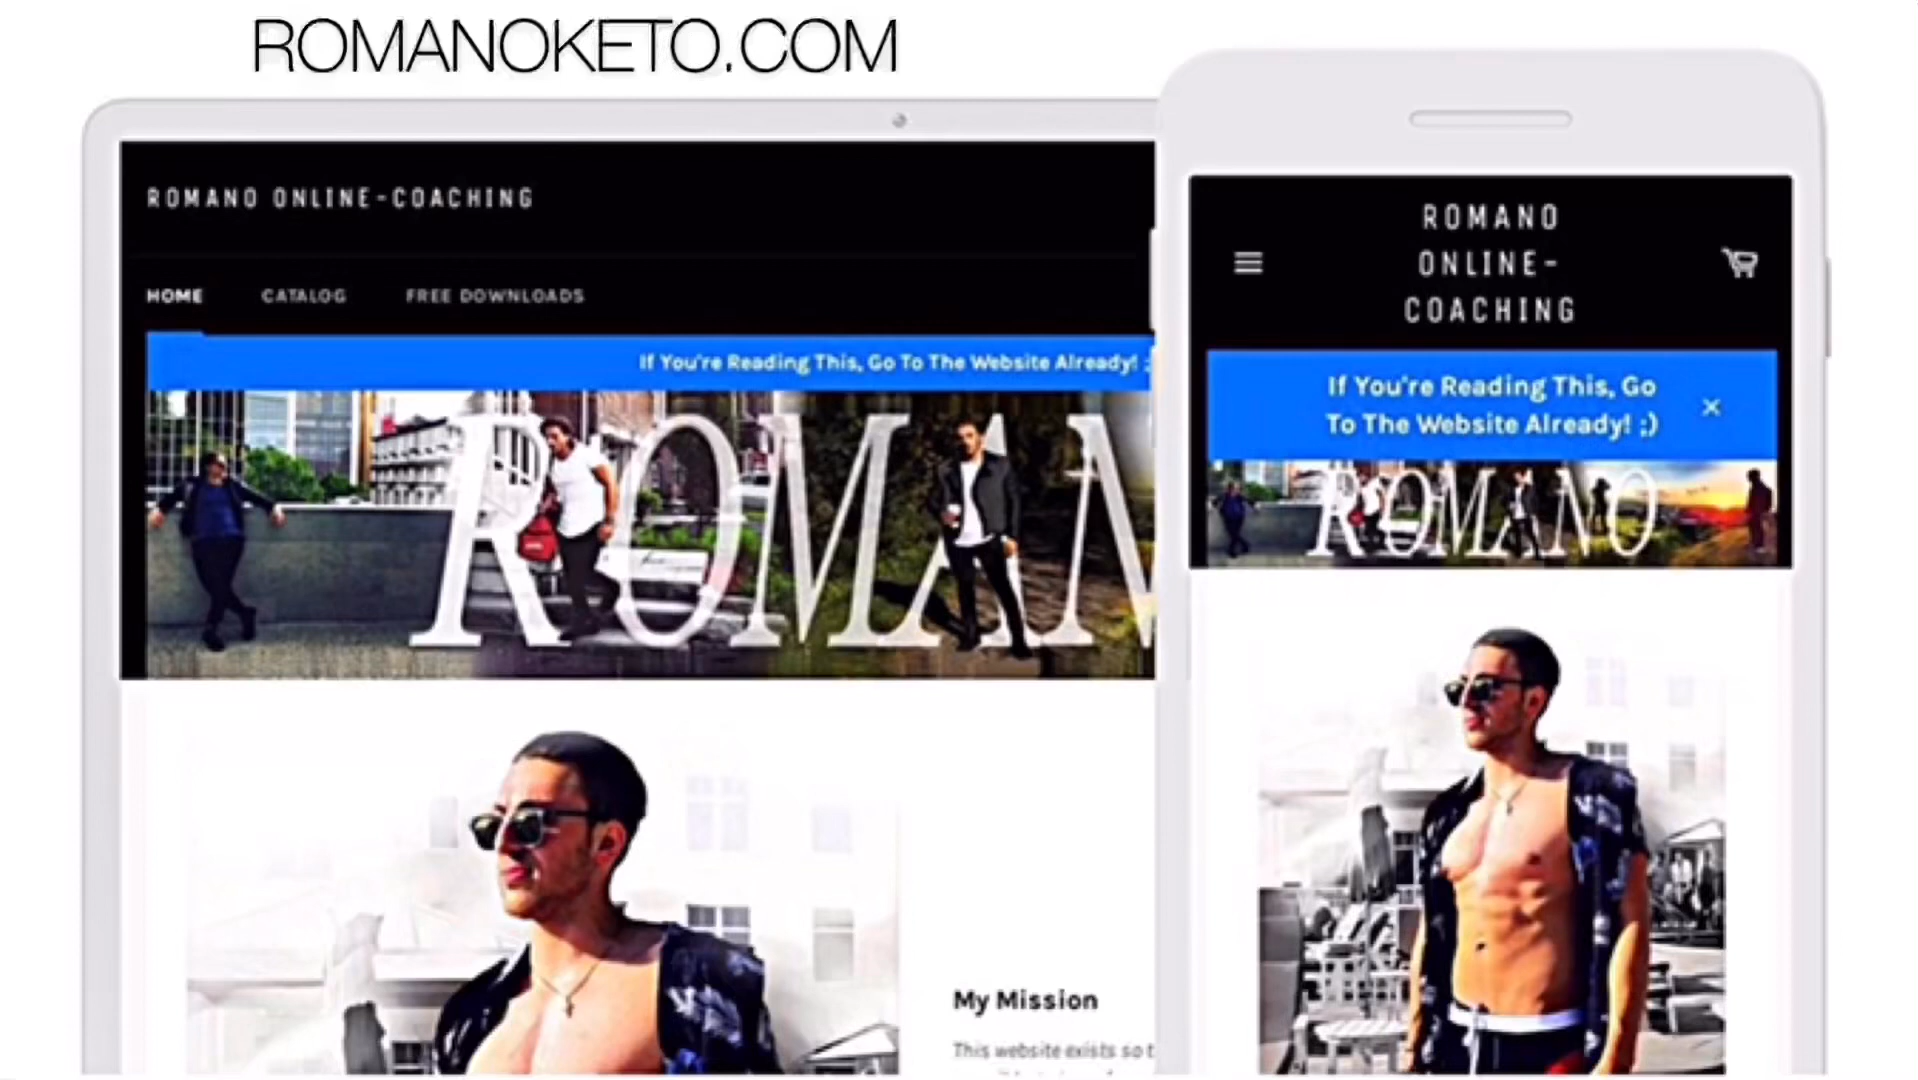 ROMANOKETO.COM
ROMANO ONLINE-COACHING
HOME CATALOG FREE DOWNLOADS
If You're Reading This, Go To The Website Already! ;
ROMAN
My Mission
This website exists so t
ROMANO
ONLINE-
COACHING
If You're Reading This, Go
To The Website Already! ;)
ROMANO